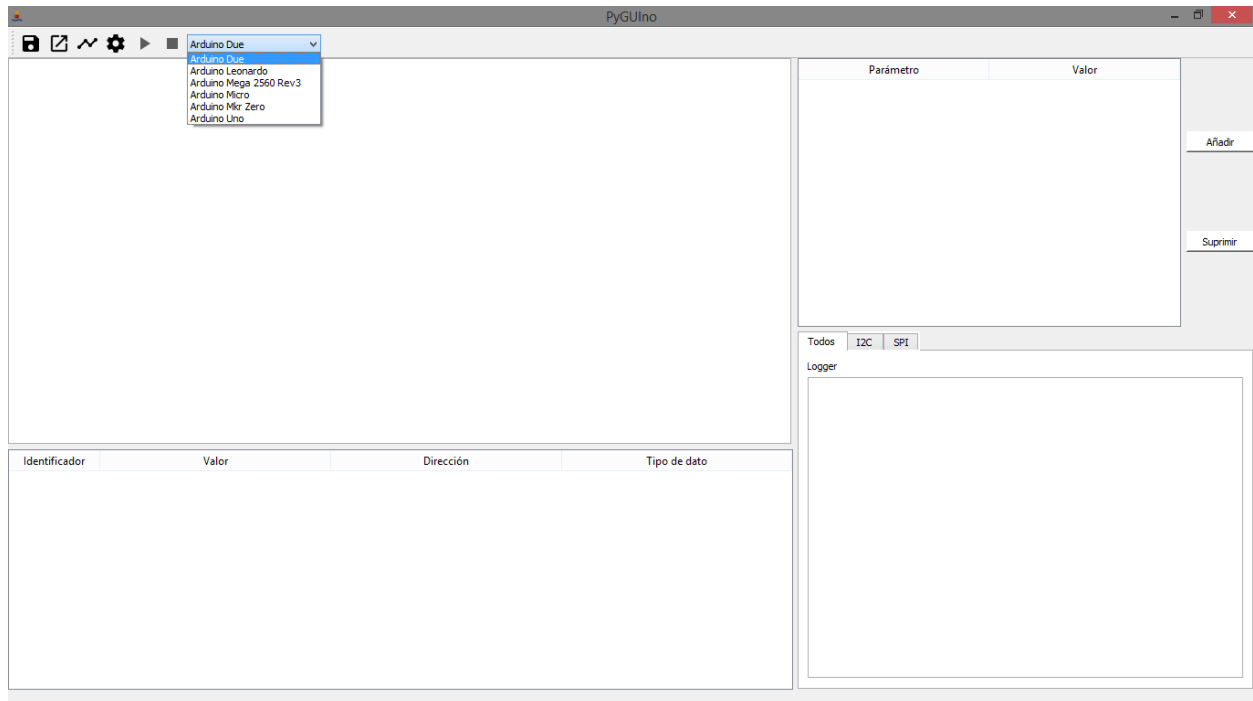 PyGUIno
Arduino Due
Arduino Due
Arduino Leonardo
Arduino Mega 2560 Rev3
Arduino Micro
Arduino Mkr Zero
Arduino Uno
Parámetro Valor
Añadir
Suprimir
Todos I2C SPI
Logger
Identificador Valor Dirección Tipo de dato